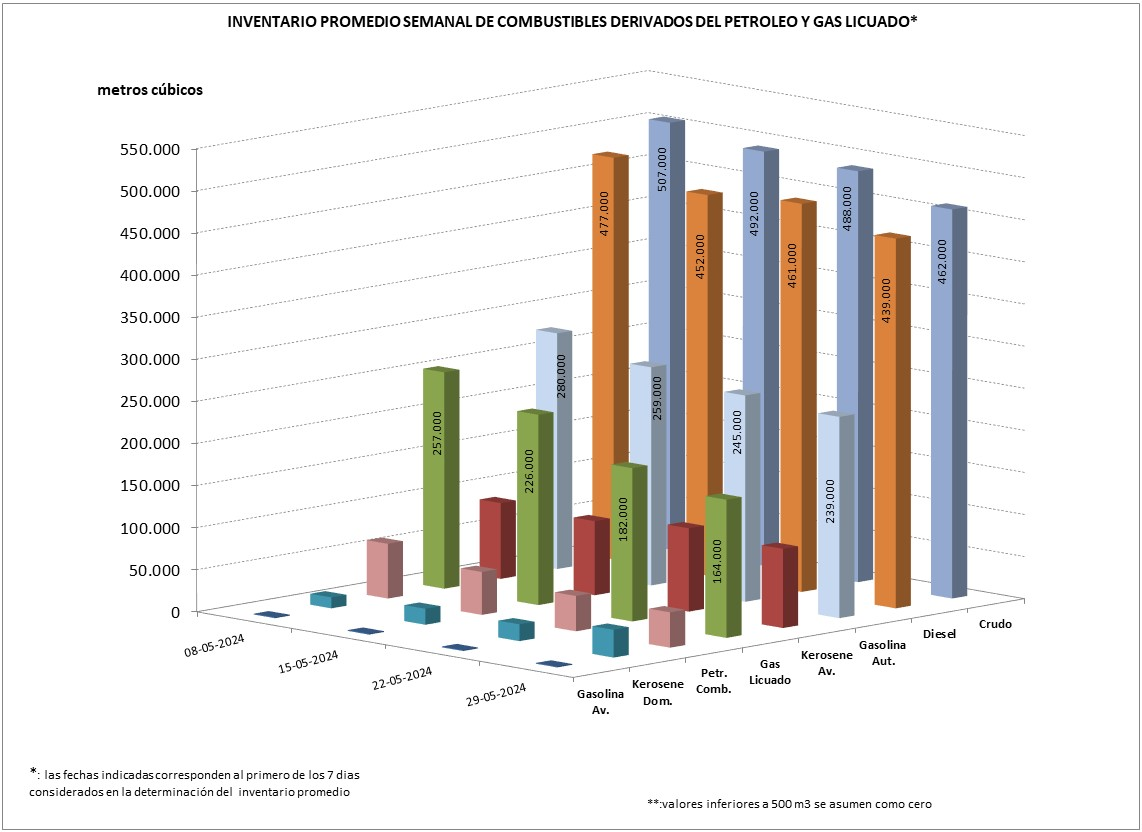 INVENTARIO PROMEDIO SEMANAL DE COMBUSTIBLES DERIVADOS DEL PETROLEO Y GAS LICUADO*
metros cúbicos
550.000
500.000
450.000
400.000
350.000
300.000
250.000
200.000
150.000
100.000
50.000
0
257.000
226.000
182.000
164.000
280.000
259.000
245.000
239.000
477.000
452.000
461.000
439.000
507.000
492.000
488.000
462.000
08-05-2024
15-05-2024
22-05-2024
29-05-2024
Gasolina
Av.
Kerosene
Dom.
Petr.
Comb.
Gas
Licuado
Kerosene
Av.
Gasolina
Aut.
Diesel
Crudo
*: las fechas indicadas corresponden al primero de los 7 dias
considerados en la determinación del inventario promedio
**:valores inferiores a 500 m3 se asumen como cero